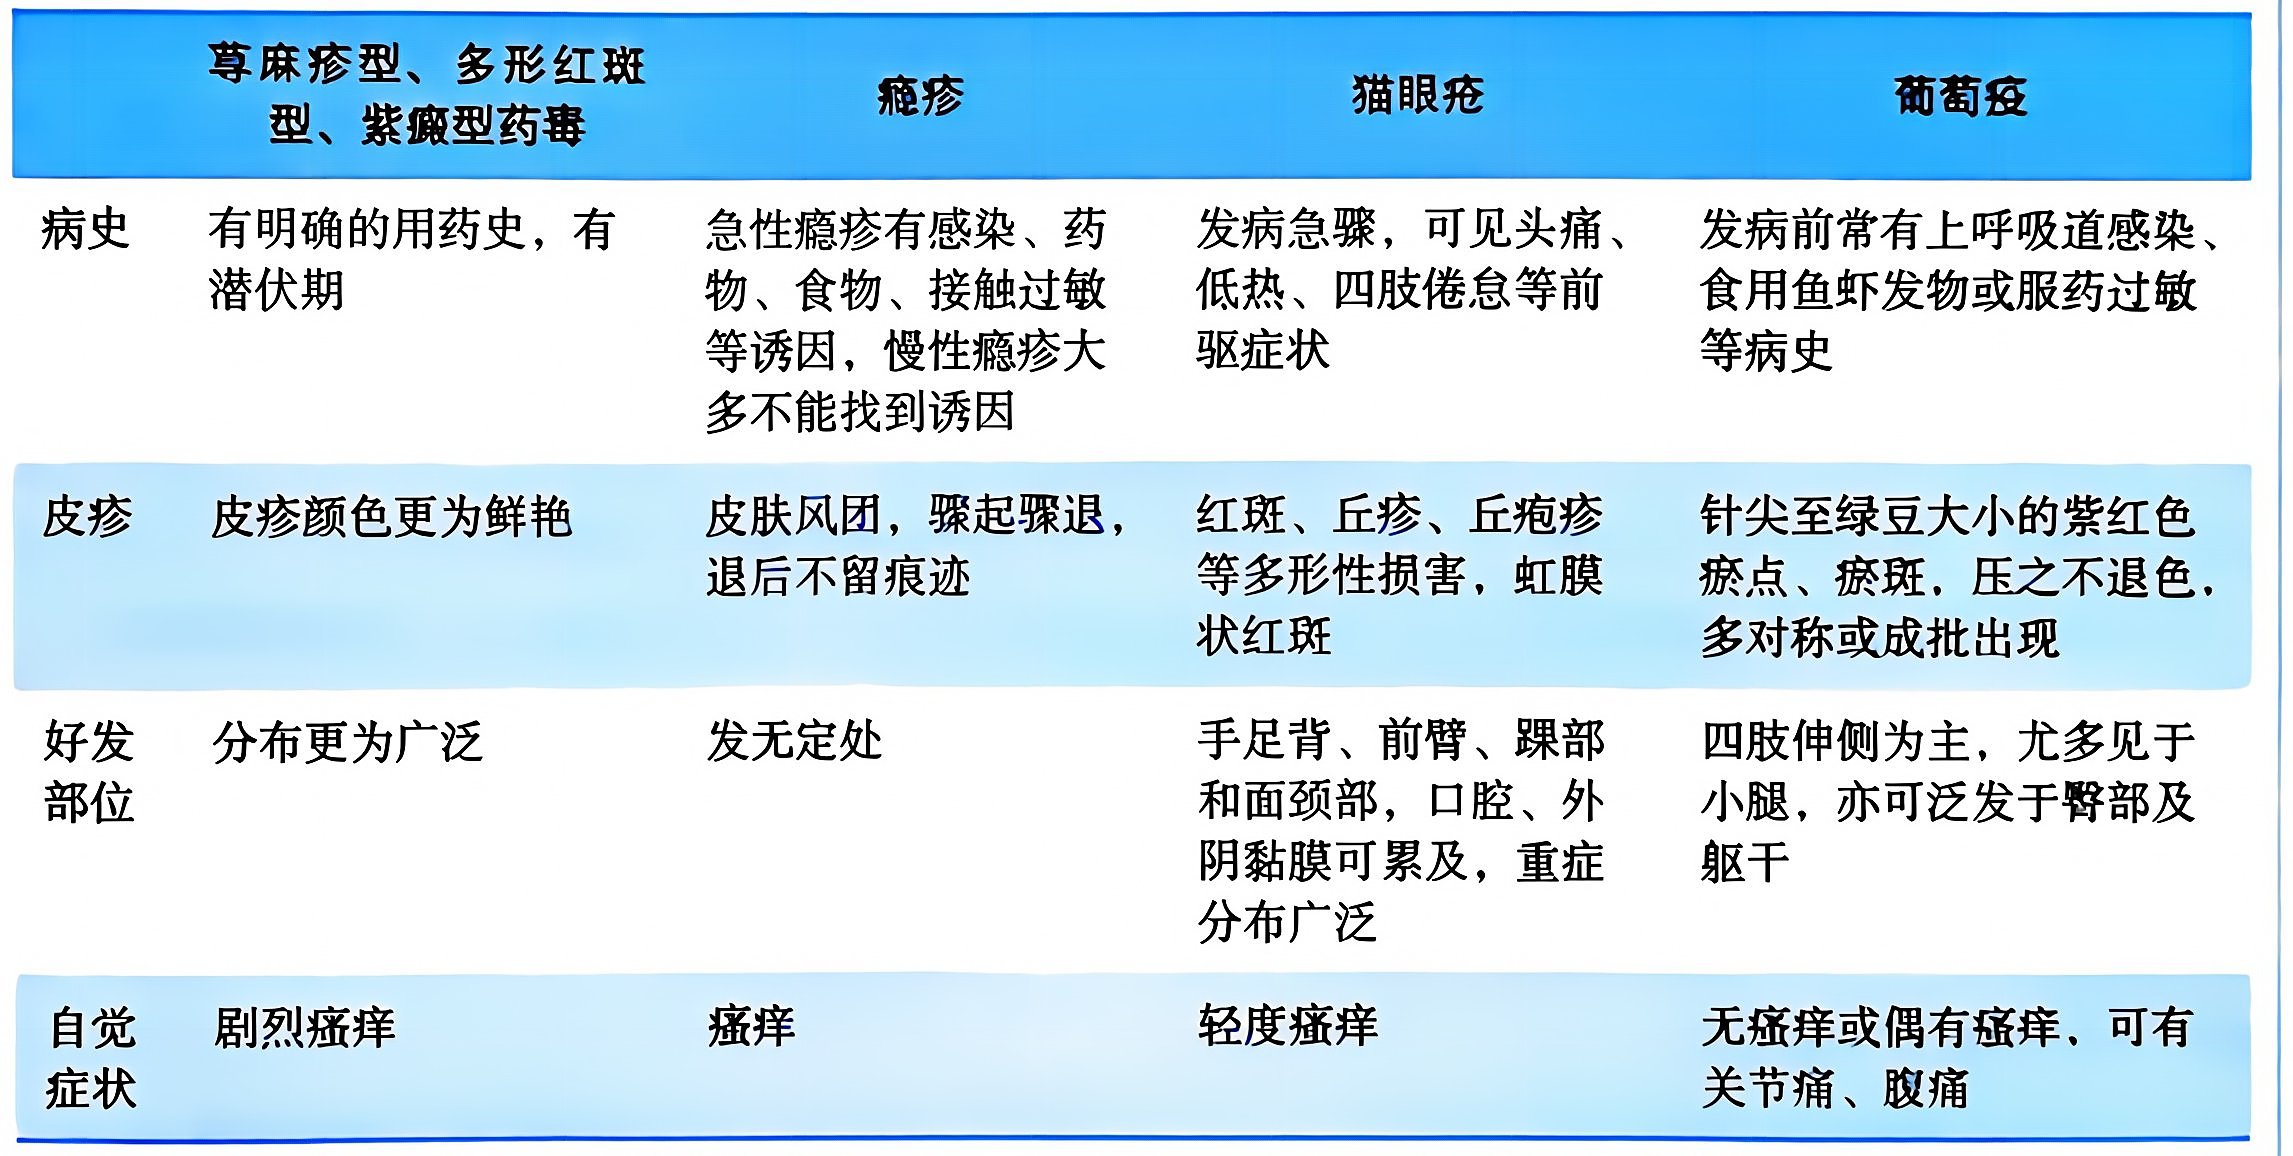 荨麻疹型、多形红斑
型、紫癜型药毒
瘾疹
猫眼疮
葡萄疫
病史
有明确的用药史，有
潜伏期
急性瘾疹有感染、药
物、食物、接触过敏
等诱因，慢性瘾疹大
多不能找到诱因
发病急骤，可见头痛、
低热、四肢倦怠等前
驱症状
发病前常有上呼吸道感染、
食用鱼虾发物或服药过敏
等病史
皮疹
皮疹颜色更为鲜艳
皮肤风团，骤起骤退，
退后不留痕迹
红斑、丘疹、丘疱疹
等多形性损害，虹膜
状红斑
针尖至绿豆大小的紫红色
瘀点、瘀斑，压之不退色，
多对称或成批出现
好发
部位
分布更为广泛
发无定处
手足背、前臂、踝部
和面颈部，口腔、外
阴黏膜可累及，重症
分布广泛
四肢伸侧为主，尤多见于
小腿，亦可泛发于臀部及
躯干
自觉
症状
剧烈瘙痒
瘙痒
轻度瘙痒
无瘙痒或偶有瘙痒，可有
关节痛、腹痛